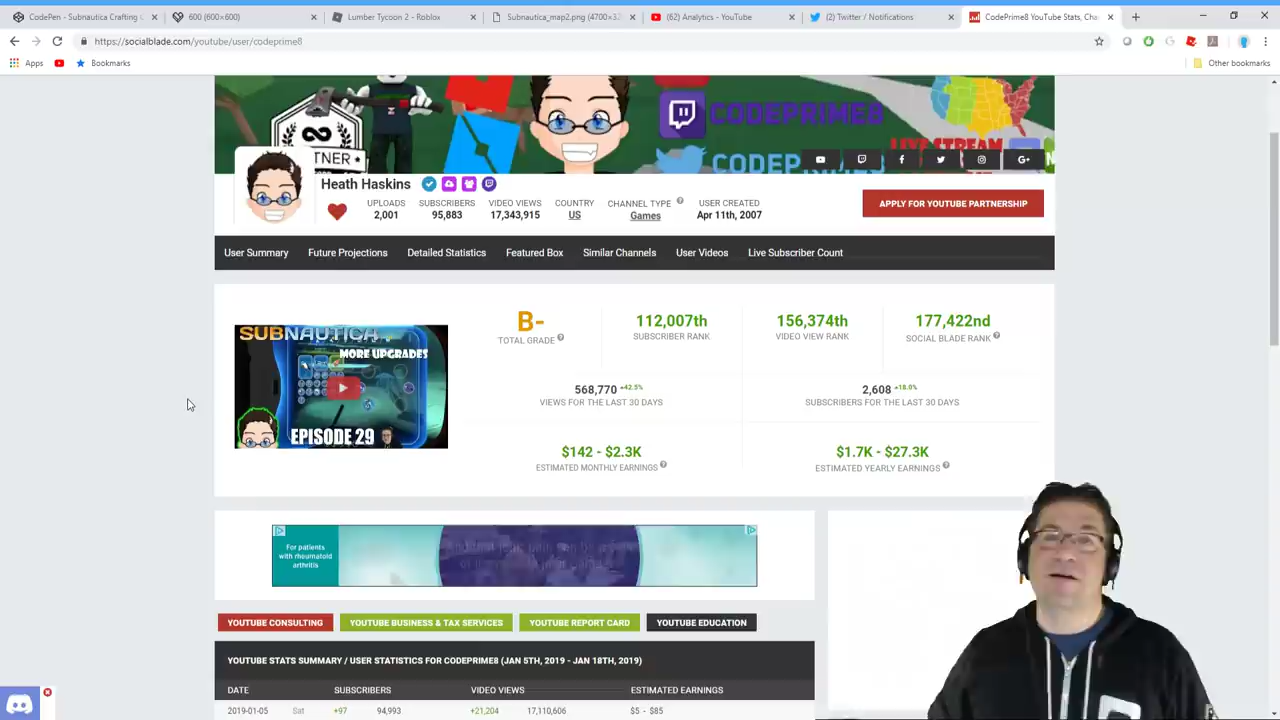 CodePen - Subnautica Crafting C
600 (600×600)
Lumber Tycoon 2 - Roblox
Subnautica_map2.png (4700×32
(62) Analytics - YouTube
(2) Twitter / Notifications
CodePrime8 YouTube Stats, Cha
https://socialblade.com/youtube/user/codeprime8
Apps
Bookmarks
Other bookmarks
CODEPRIME8
LIVE STREAM
TNER
CODEPRIME8
Heath Haskins
UPLOADS
2,001
SUBSCRIBERS
95,883
VIDEO VIEWS
17,343,915
COUNTRY
US
CHANNEL TYPE
Games
USER CREATED
Apr 11th, 2007
APPLY FOR YOUTUBE PARTNERSHIP
User Summary
Future Projections
Detailed Statistics
Featured Box
Similar Channels
User Videos
Live Subscriber Count
SUBNAUTICA
MORE UPGRADES
EPISODE 29
B-
TOTAL GRADE
112,007th
SUBSCRIBER RANK
156,374th
VIDEO VIEW RANK
177,422nd
SOCIAL BLADE RANK
568,770 +42.5%
VIEWS FOR THE LAST 30 DAYS
2,608 +18.0%
SUBSCRIBERS FOR THE LAST 30 DAYS
$142 - $2.3K
ESTIMATED MONTHLY EARNINGS
$1.7K - $27.3K
ESTIMATED YEARLY EARNINGS
For patients
with rheumatoid
arthritis
YOUTUBE CONSULTING
YOUTUBE BUSINESS & TAX SERVICES
YOUTUBE REPORT CARD
YOUTUBE EDUCATION
YOUTUBE STATS SUMMARY / USER STATISTICS FOR CODEPRIME8 (JAN 5TH, 2019 - JAN 18TH, 2019)
DATE
SUBSCRIBERS
VIDEO VIEWS
ESTIMATED EARNINGS
2019-01-05 Sat +97 94,993 +21,204 17,110,606 $5 - $85